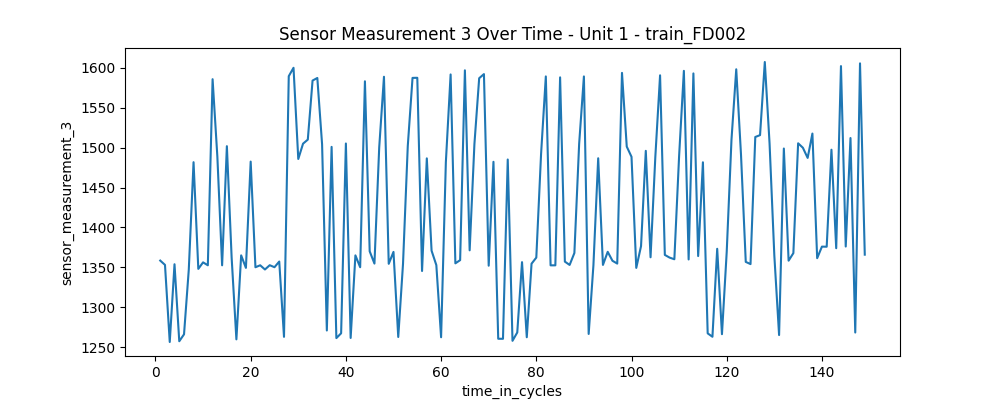 Sensor Measurement 3 Over Time - Unit 1 - train_FD002
1600
1550
1500
1450
1400
1350
1300
1250
sensor_measurement_3
0 20 40 60 80 100 120 140
time_in_cycles